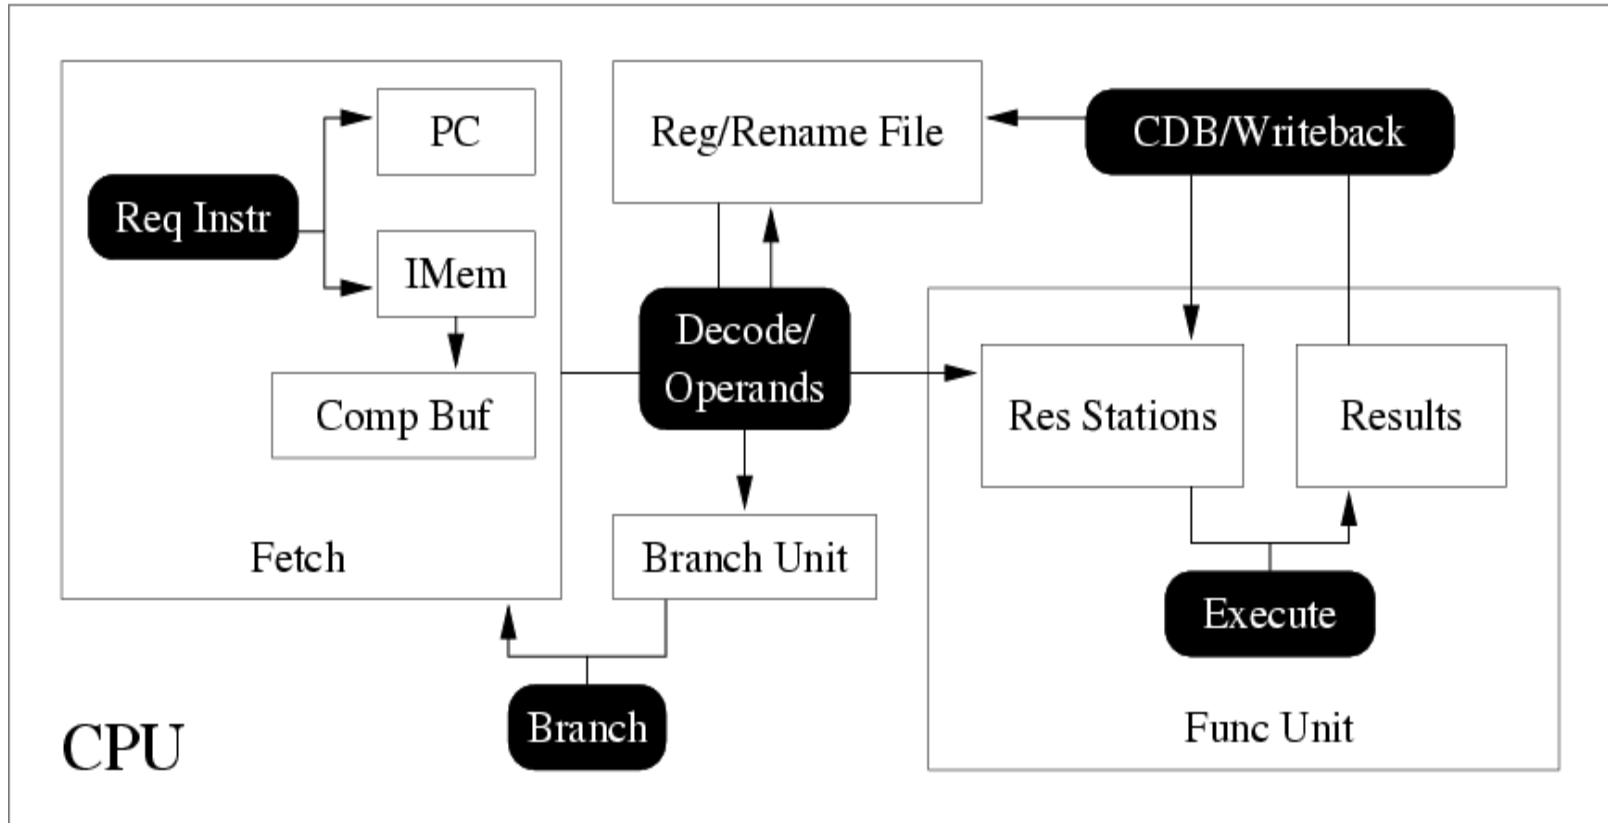 PC
Reg/Rename File
CDB/Writeback
Req Instr
IMem
Decode/
Operands
Comp Buf
Res Stations
Results
Fetch
Branch Unit
Execute
Branch
Func Unit
CPU